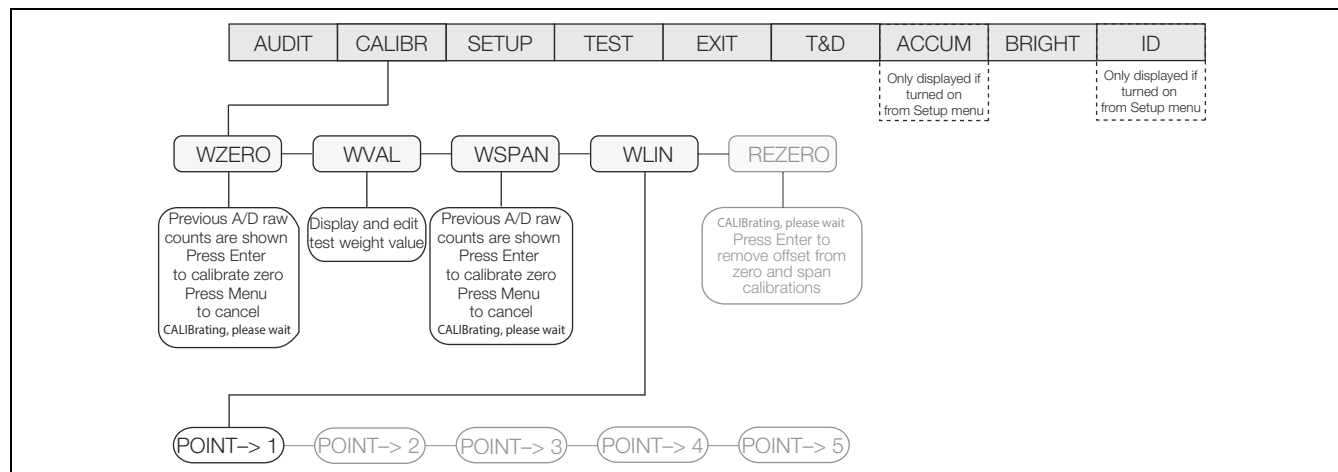 AUDIT CALIBR SETUP TEST EXIT T&D ACCUM BRIGHT ID
Only displayed if
turned on
from Setup menu
Only displayed if
turned on
from Setup menu
WZERO WVAL WSPAN WLIN REZERO
Previous A/D raw
counts are shown
Press Enter
to calibrate zero
Press Menu
to cancel
CALIBrating, please wait
Display and edit
test weight value
Previous A/D raw
counts are shown
Press Enter
to calibrate zero
Press Menu
to cancel
CALIBrating, please wait
CALIBrating, please wait
Press Enter to
remove offset from
zero and span
calibrations
POINT–> 1 POINT–> 2 POINT–> 3 POINT–> 4 POINT–> 5